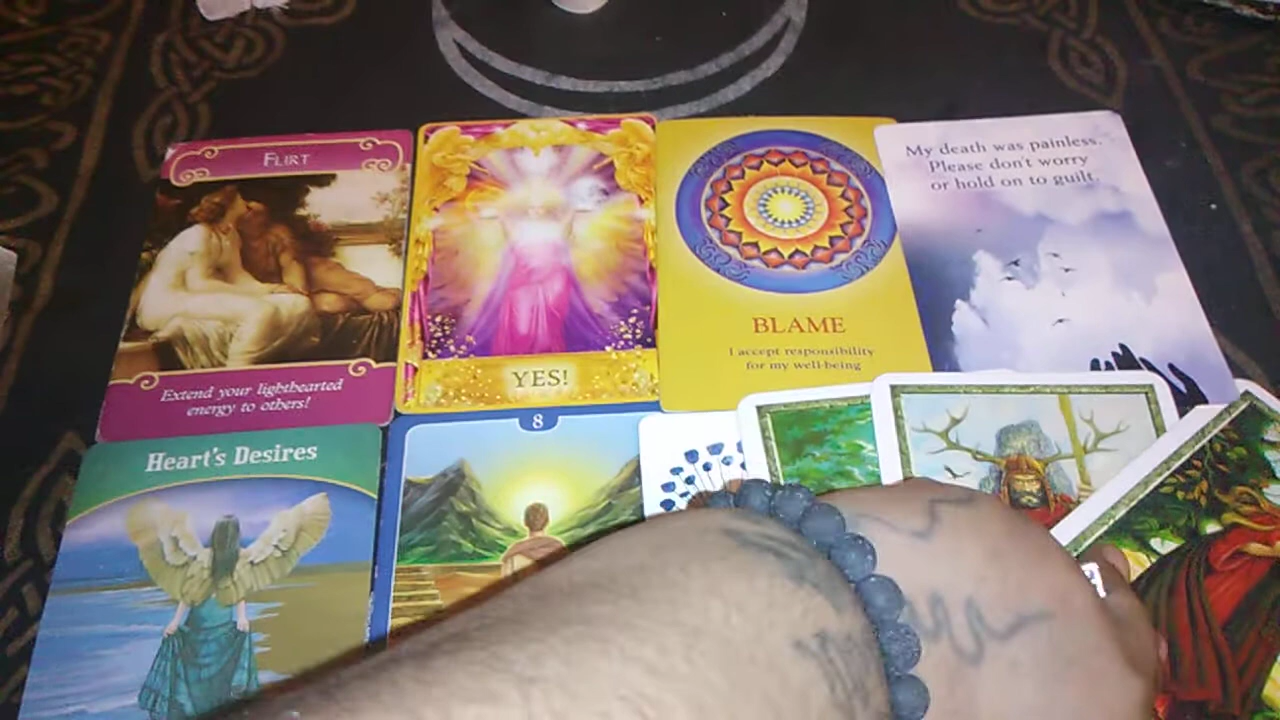 FLIRT
Extend your lighthearted
energy to others!
YES!
BLAME
I accept responsibility
for my well-being
My death was painless.
Please don't worry
or hold on to guilt.
Heart's Desires
8